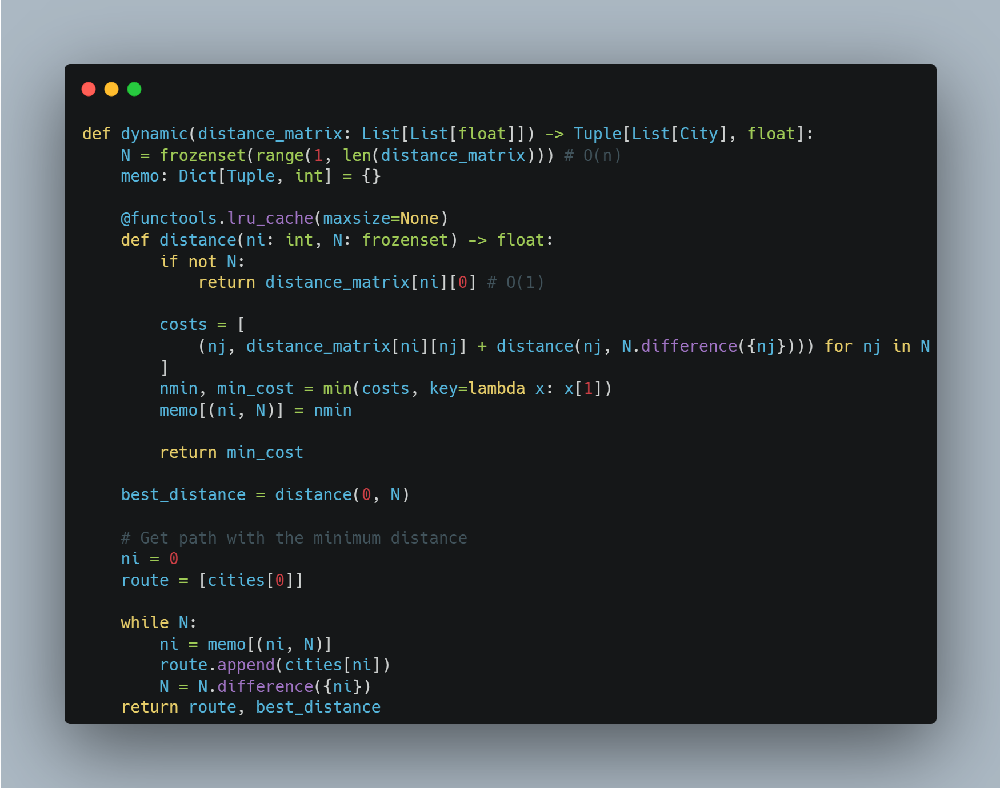 def dynamic(distance_matrix: List[List[float]]) -> Tuple[List[City], float]:
    N = frozenset(range(1, len(distance_matrix))) # O(n)
    memo: Dict[Tuple, int] = {}

    @functools.lru_cache(maxsize=None)
    def distance(ni: int, N: frozenset) -> float:
        if not N:
            return distance_matrix[ni][0] # O(1)

        costs = [
            (nj, distance_matrix[ni][nj] + distance(nj, N.difference({nj}))) for nj in N
        ]
        nmin, min_cost = min(costs, key=lambda x: x[1])
        memo[(ni, N)] = nmin

        return min_cost

    best_distance = distance(0, N)

    # Get path with the minimum distance
    ni = 0
    route = [cities[0]]

    while N:
        ni = memo[(ni, N)]
        route.append(cities[ni])
        N = N.difference({ni})
    return route, best_distance